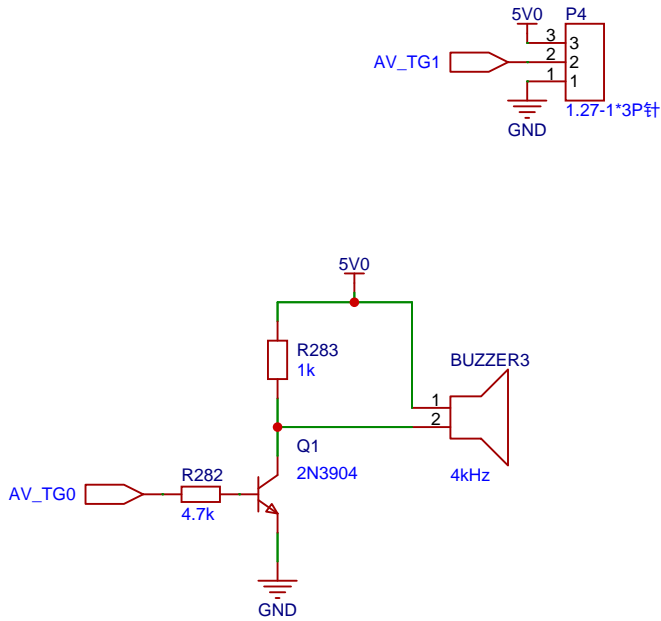 5V0 P4
3 3
AV_TG1 2 2
1 1
GND 1.27-1*3P针
5V0
R283
1k
BUZZER3
1
2
Q1
2N3904
4kHz
R282
AV_TG0
4.7k
GND